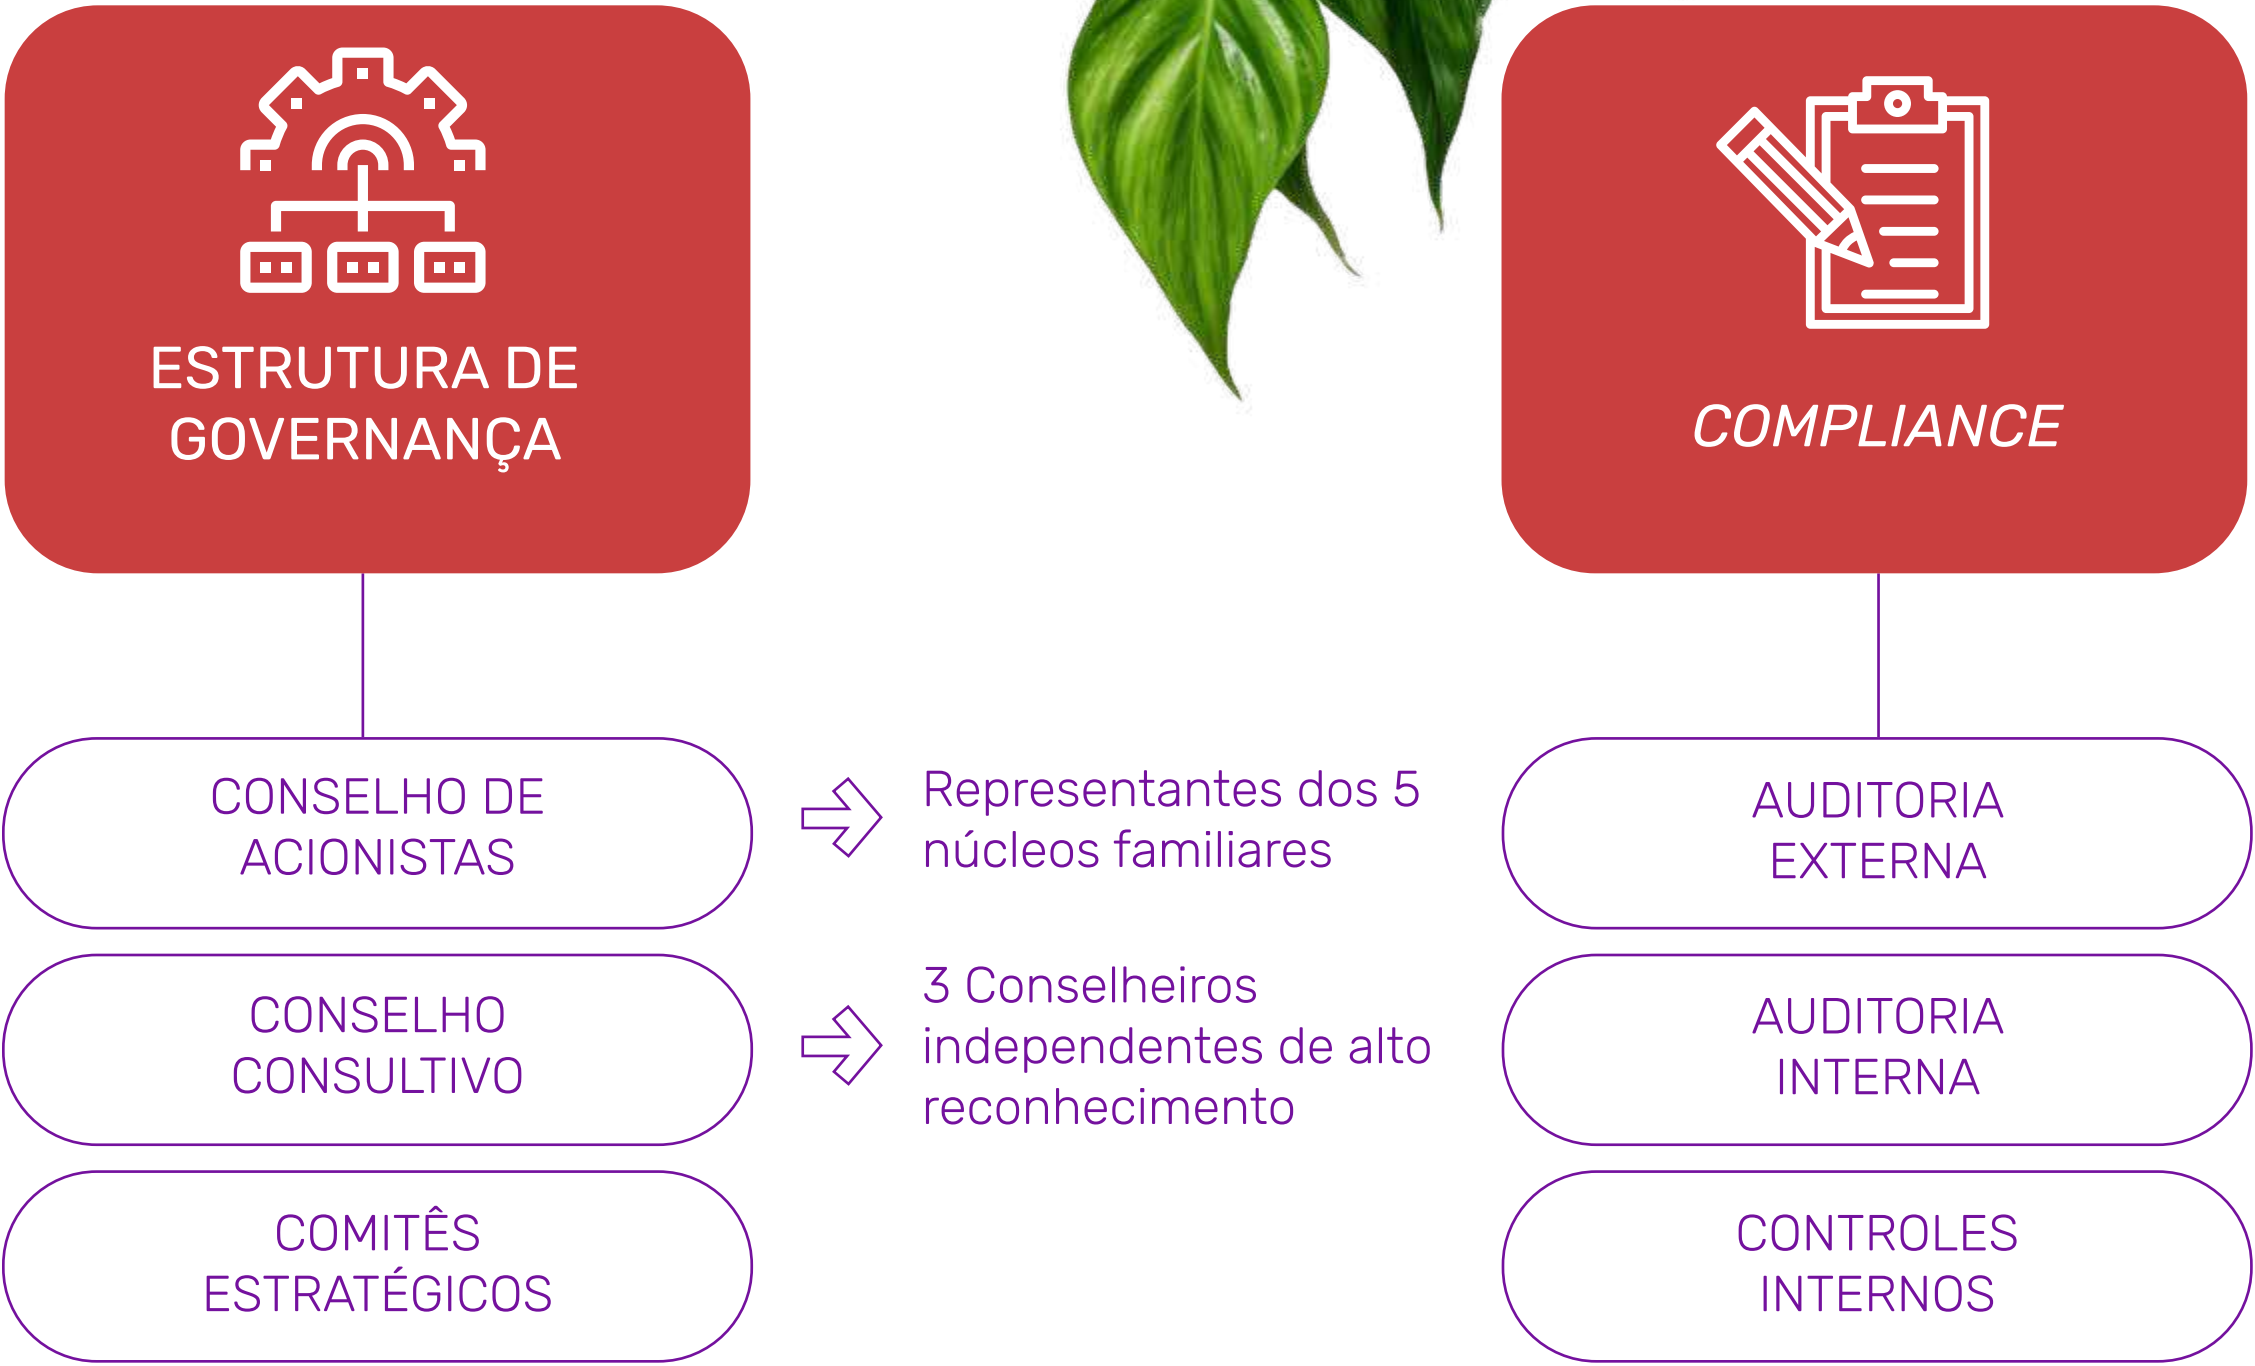 ESTRUTURA DE
GOVERNANÇA
CONSELHO DE
ACIONISTAS
Representantes dos 5
núcleos familiares
CONSELHO
CONSULTIVO
3 Conselheiros
independentes de alto
reconhecimento
COMITÊS
ESTRATÉGICOS
COMPLIANCE
AUDITORIA
EXTERNA
AUDITORIA
INTERNA
CONTROLES
INTERNOS